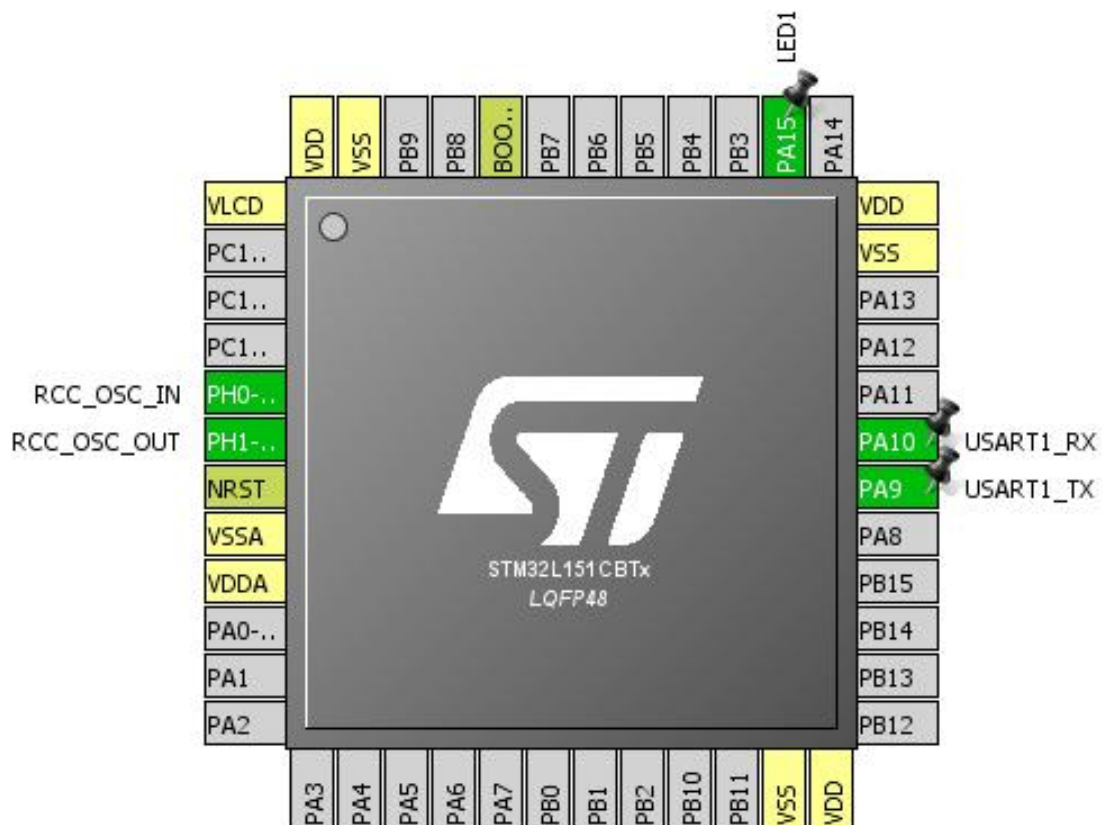 LED1
VDD
VSS
PB9
PB8
BOO..
PB7
PB6
PB5
PB4
PB3
PA15
PA14
VLCD
PC1..
PC1..
PC1..
RCC_OSC_IN PH0-..
RCC_OSC_OUT PH1-..
NRST
VSSA
VDDA
PA0-..
PA1
PA2
ST
STM32L151CBTx
LQFP48
VDD
VSS
PA13
PA12
PA11
PA10 USART1_RX
PA9 USART1_TX
PA8
PB15
PB14
PB13
PB12
PA3
PA4
PA5
PA6
PA7
PB0
PB1
PB2
PB10
PB11
VSS
VDD